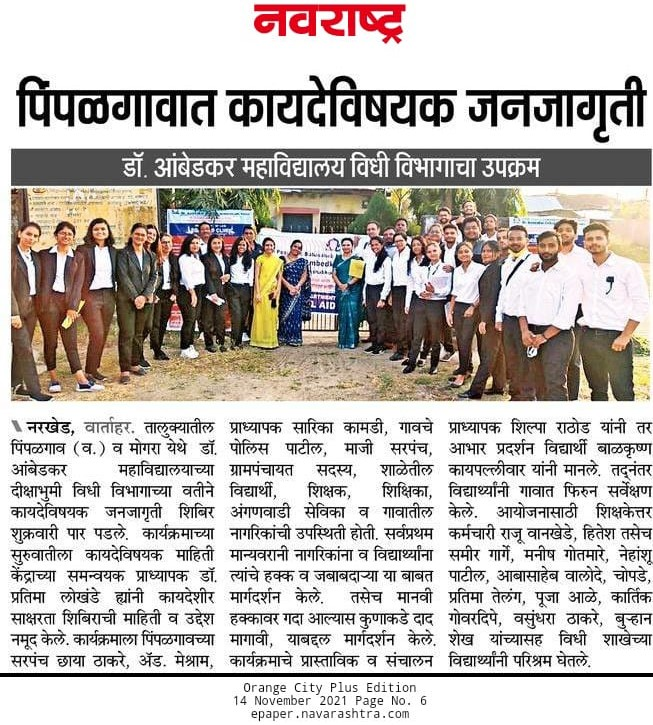 नवराष्ट्र
पिंपळगावात कायदेविषयक जनजागृती
डॉ. आंबेडकर महाविद्यालय विधी विभागाचा उपक्रम
नरखेड, वार्ताहर. तालुक्यातील
पिंपळगाव (व.) व मोगरा येथे डॉ.
आंबेडकर महाविद्यालयाच्या
दीक्षाभुमी विधी विभागाच्या वतीने
कायदेविषयक जनजागृती शिबिर
शुक्रवारी पार पडले. कार्यक्रमाच्या
सुरुवातीला कायदेविषयक माहिती
केंद्राच्या समन्वयक प्राध्यापक डॉ.
प्रतिमा लोखंडे ह्यांनी कायदेशीर
साक्षरता शिबिराची माहिती व उद्देश
नमूद केले. कार्यक्रमाला पिंपळगावच्या
सरपंच छाया ठाकरे, ॲड. मेश्राम,
प्राध्यापक सारिका कामडी, गावचे
पोलिस पाटील, माजी सरपंच,
ग्रामपंचायत सदस्य, शाळेतील
विद्यार्थी, शिक्षक, शिक्षिका,
अंगणवाडी सेविका व गावातील
नागरिकांची उपस्थिती होती. सर्वप्रथम
मान्यवरानी नागरिकांना व विद्यार्थ्यांना
त्यांचे हक्क व जबाबदाऱ्या या बाबत
मार्गदर्शन केले. तसेच मानवी
हक्कावर गदा आल्यास कुणाकडे दाद
मागावी, याबद्दल मार्गदर्शन केले.
कार्यक्रमाचे प्रास्ताविक व संचालन
प्राध्यापक शिल्पा राठोड यांनी तर
आभार प्रदर्शन विद्यार्थी बाळकृष्ण
कायपल्लीवार यांनी मानले. तद्नंतर
विद्यार्थ्यांनी गावात फिरुन सर्वेक्षण
केले. आयोजनासाठी शिक्षकेत्तर
कर्मचारी राजू वानखेडे, हितेश तसेच
समीर गार्गे, मनीष गोतमारे, नेहांशू
पाटील, आबासाहेब वालोदे, चोपडे,
प्रतिमा तेलंग, पूजा आळे, कार्तिक
गोवरदिपे, वसुंधरा ठाकरे, बुऱ्हान
शेख यांच्यासह विधी शाखेच्या
विद्यार्थ्यांनी परिश्रम घेतले.
Orange City Plus Edition
14 November 2021 Page No. 6
epaper.navarashtra.com